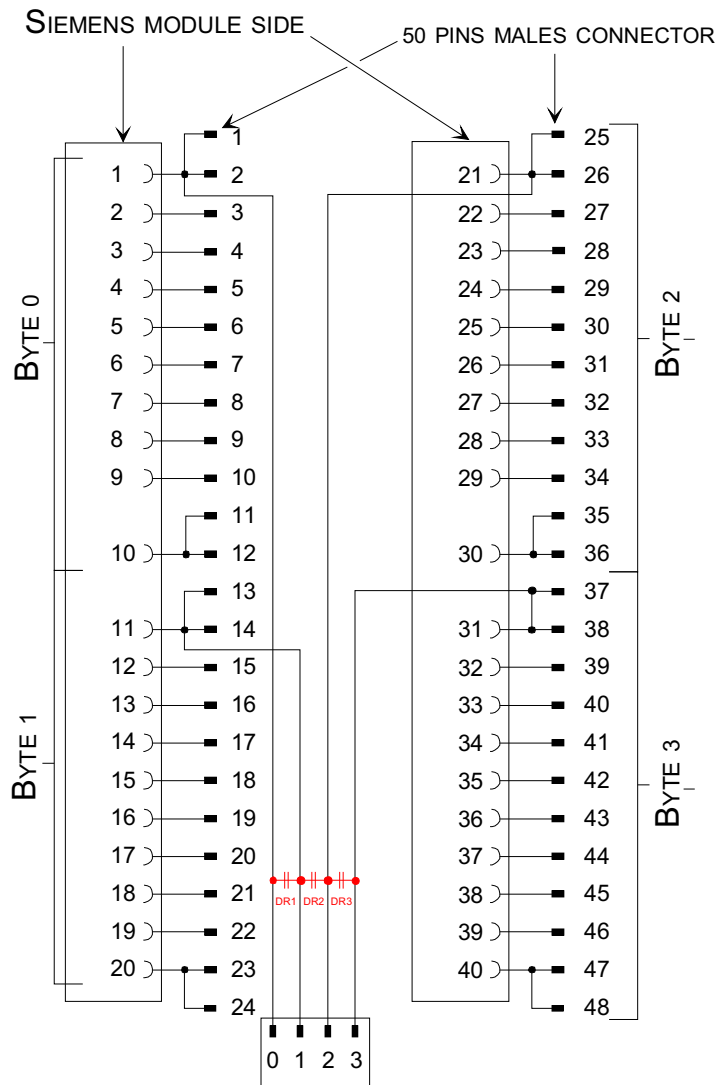 SIEMENS MODULE SIDE
50 PINS MALES CONNECTOR
1 25
1 2 21 26
2 3 22 27
3 4 23 28
4 5 24 29
5 6 25 30
6 7 26 31
7 8 27 32
8 9 28 33
9 10 29 34
11 35
10 12 30 36
13 37
11 14 31 38
12 15 32 39
13 16 33 40
14 17 34 41
15 18 35 42
16 19 36 43
17 20 37 44
18 21 38 45
19 22 39 46
20 23 40 47
24 48
BYTE 0
BYTE 1
BYTE 2
BYTE 3
DR1 DR2 DR3
0 1 2 3